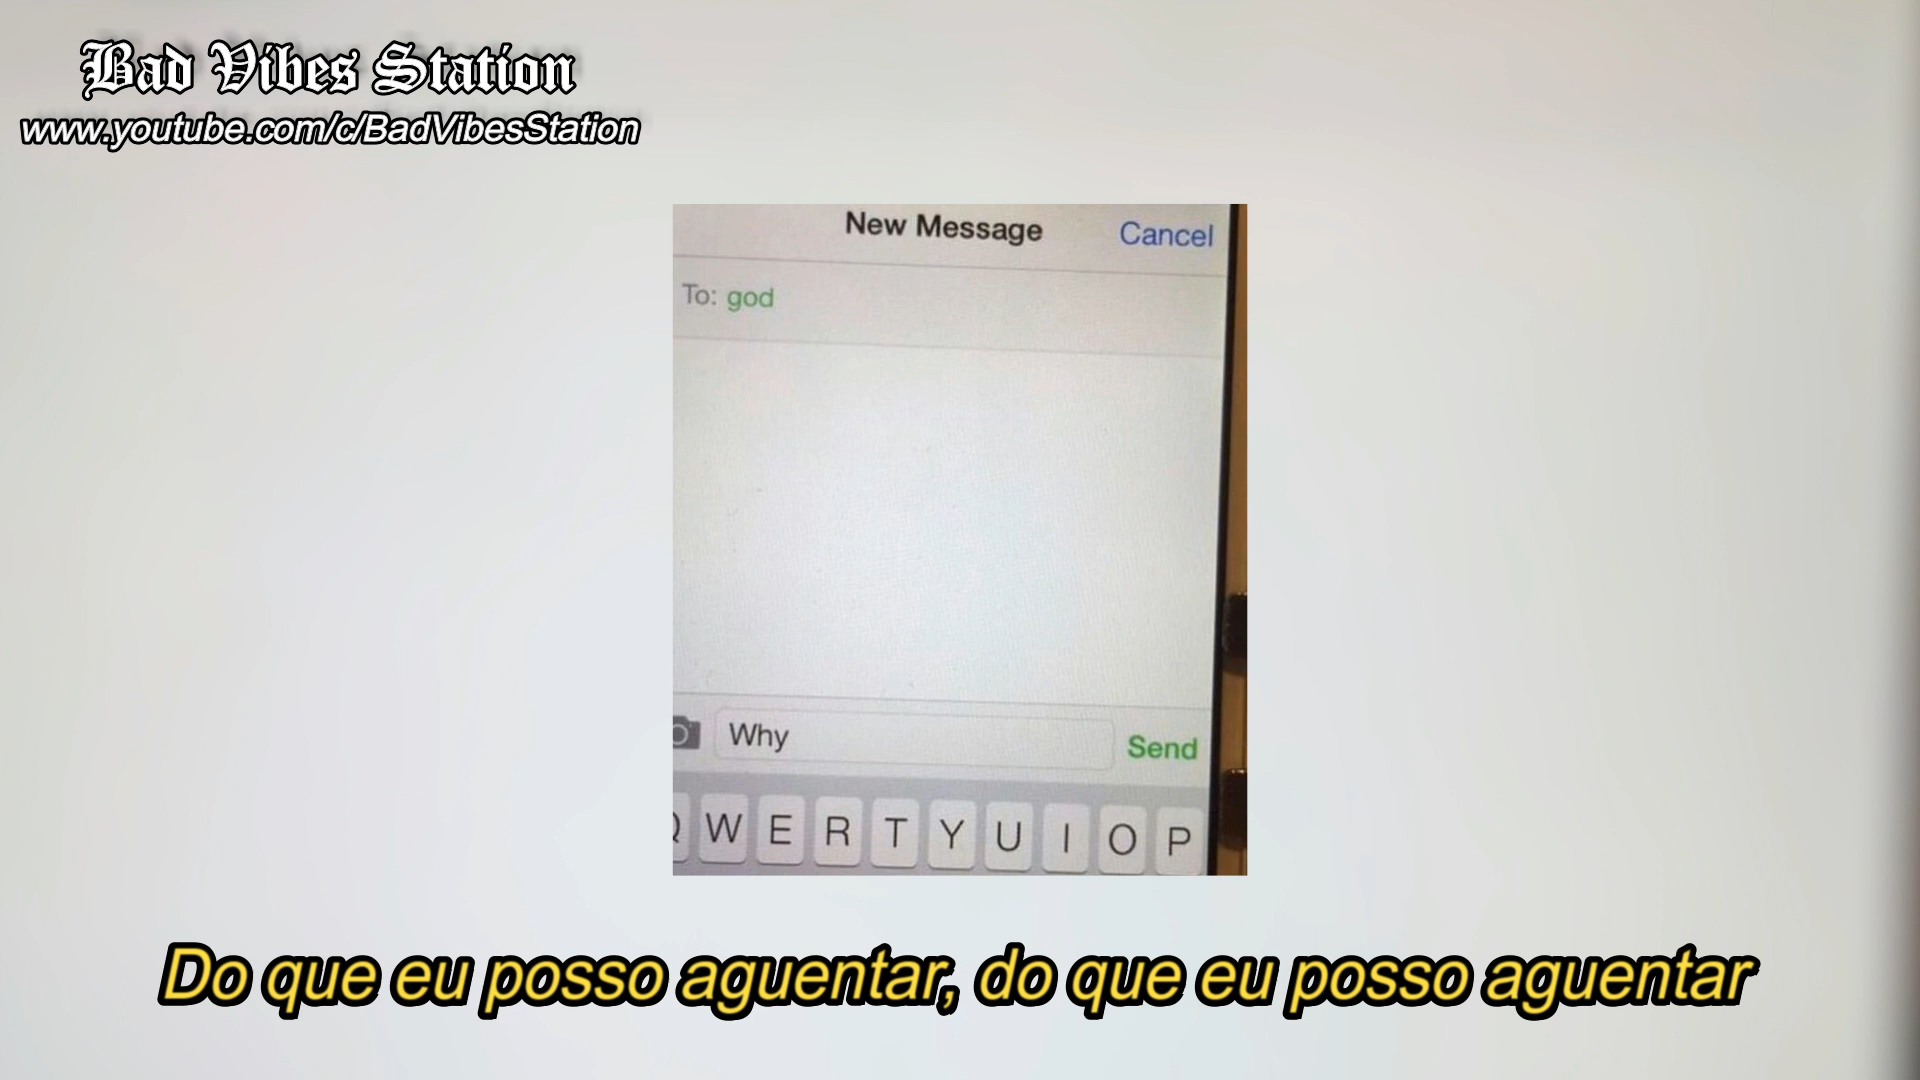 Bad Vibes Station
www.youtube.com/c/BadVibesStation
New Message
Cancel
To: god
Why
Send
Q W E R T Y U I O P
Do que eu posso aguentar, do que eu posso aguentar